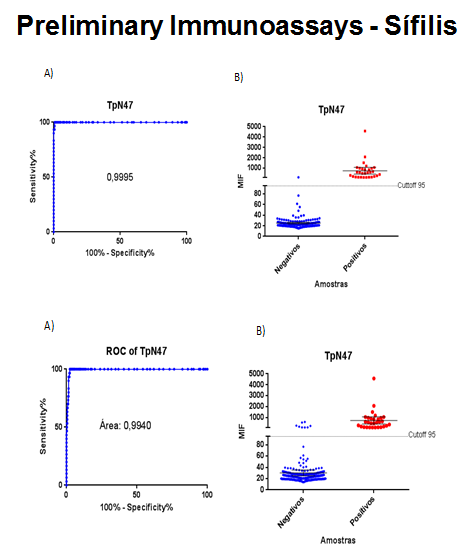 Preliminary Immunoassays - Sífilis
A)
TpN47
Sensitivity%
100
50
0
0,9995
0
50
100
100% - Specificity%
B)
TpN47
MIF
5000
4000
3000
2000
1000
80
60
40
20
0
Cuttoff 95
Negativos
Positivos
Amostras
A)
ROC of TpN47
Sensitivity%
100
50
0
Área: 0,9940
0
50
100
100% - Specificity%
B)
TpN47
MIF
5000
4000
3000
2000
1000
80
60
40
20
0
Cutoff 95
Negativos
Positivos
Amostras